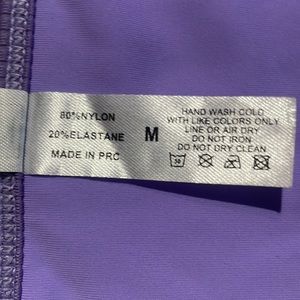 80%NYLON
20%ELASTANE
MADE IN PRC
M
HAND WASH COLD
WITH LIKE COLORS ONLY
LINE OR AIR DRY
DO NOT IRON
DO NOT DRY CLEAN
30